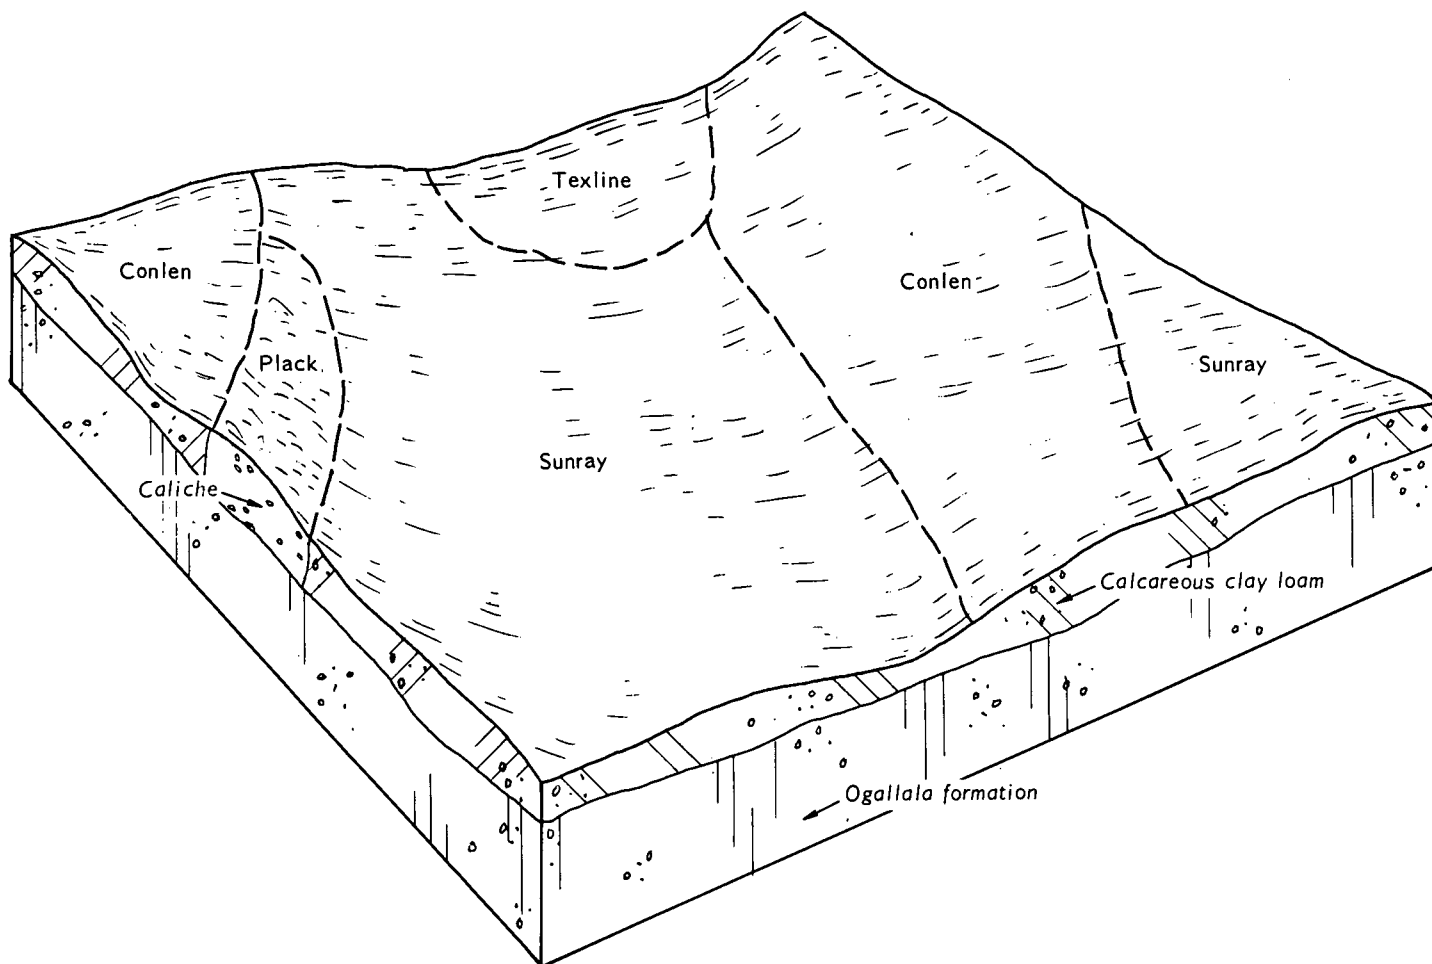 Texline
Conlen
Conlen
Plack
Sunray
Sunray
Caliche
Calcareous clay loam
Ogallala formation